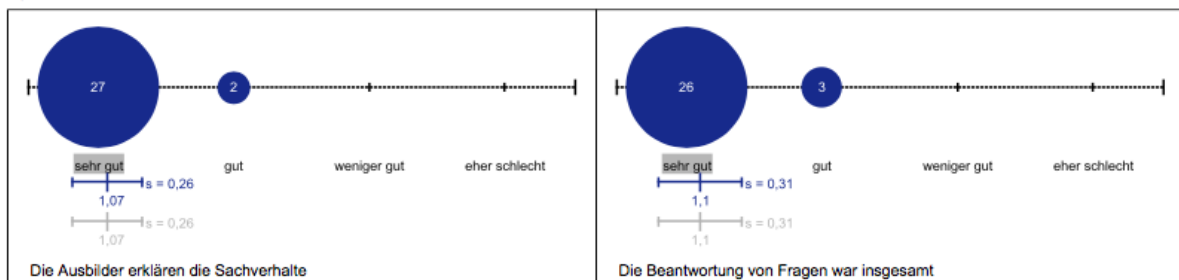 27
2
sehr gut
gut
weniger gut
eher schlecht
s = 0,26
1,07
s = 0,26
1,07
Die Ausbilder erklären die Sachverhalte
26
3
sehr gut
gut
weniger gut
eher schlecht
s = 0,31
1,1
s = 0,31
1,1
Die Beantwortung von Fragen war insgesamt